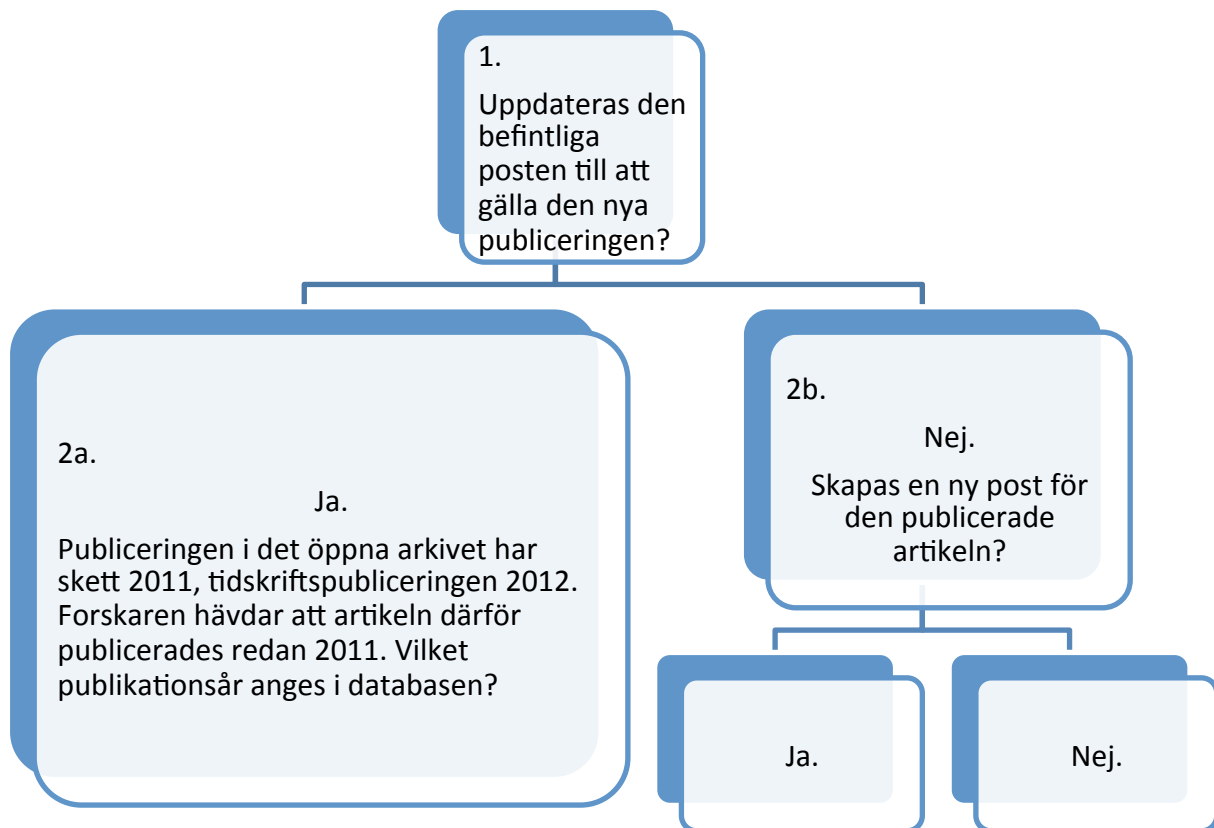 1.
Uppdateras den
befintliga
posten till att
gälla den nya
publiceringen?
2a.
Ja.
Publiceringen i det öppna arkivet har
skett 2011, tidskriftspubliceringen 2012.
Forskaren hävdar att artikeln därför
publicerades redan 2011. Vilket
publikationsår anges i databasen?
2b.
Nej.
Skapas en ny post för
den publicerade
artikeln?
Ja.
Nej.